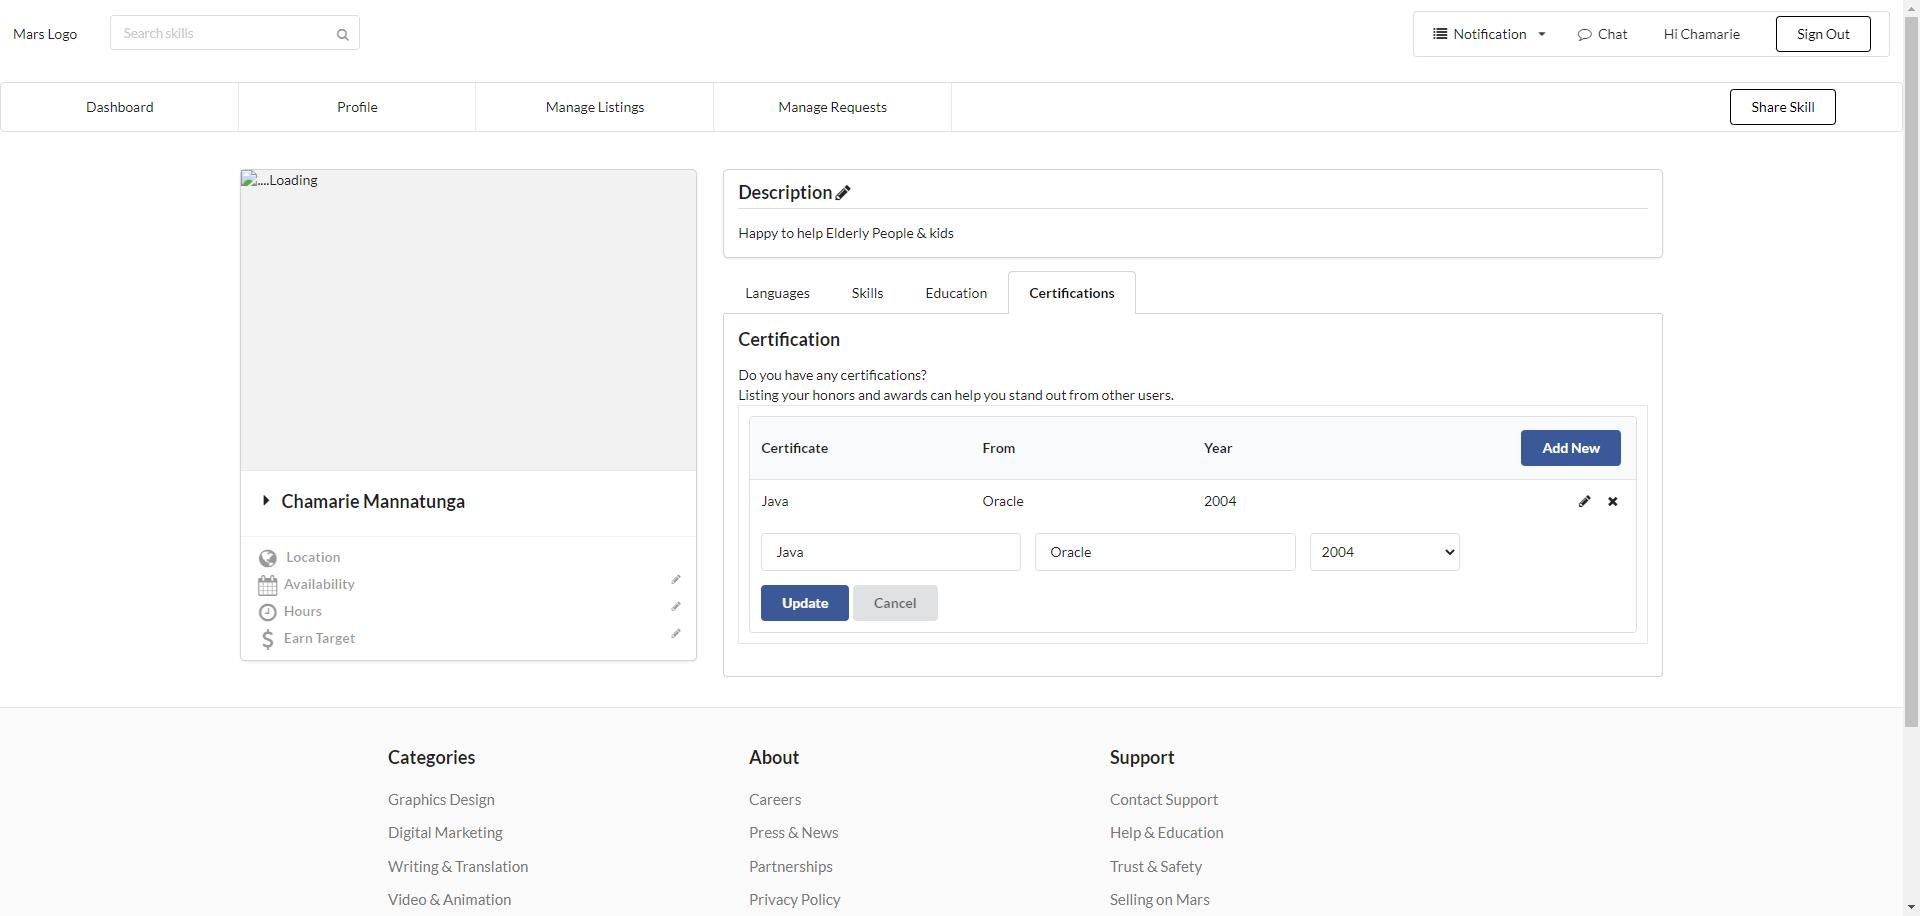 Mars Logo
Search skills
Notification
Chat
Hi Chamarie
Sign Out
Dashboard
Profile
Manage Listings
Manage Requests
Share Skill
....Loading
Chamarie Mannatunga
Location
Availability
Hours
Earn Target
Description
Happy to help Elderly People & kids
Languages
Skills
Education
Certifications
Certification
Do you have any certifications?
Listing your honors and awards can help you stand out from other users.
Certificate From Year Add New
Java Oracle 2004
Java Oracle 2004
Update Cancel
Categories
Graphics Design
Digital Marketing
Writing & Translation
Video & Animation
About
Careers
Press & News
Partnerships
Privacy Policy
Support
Contact Support
Help & Education
Trust & Safety
Selling on Mars